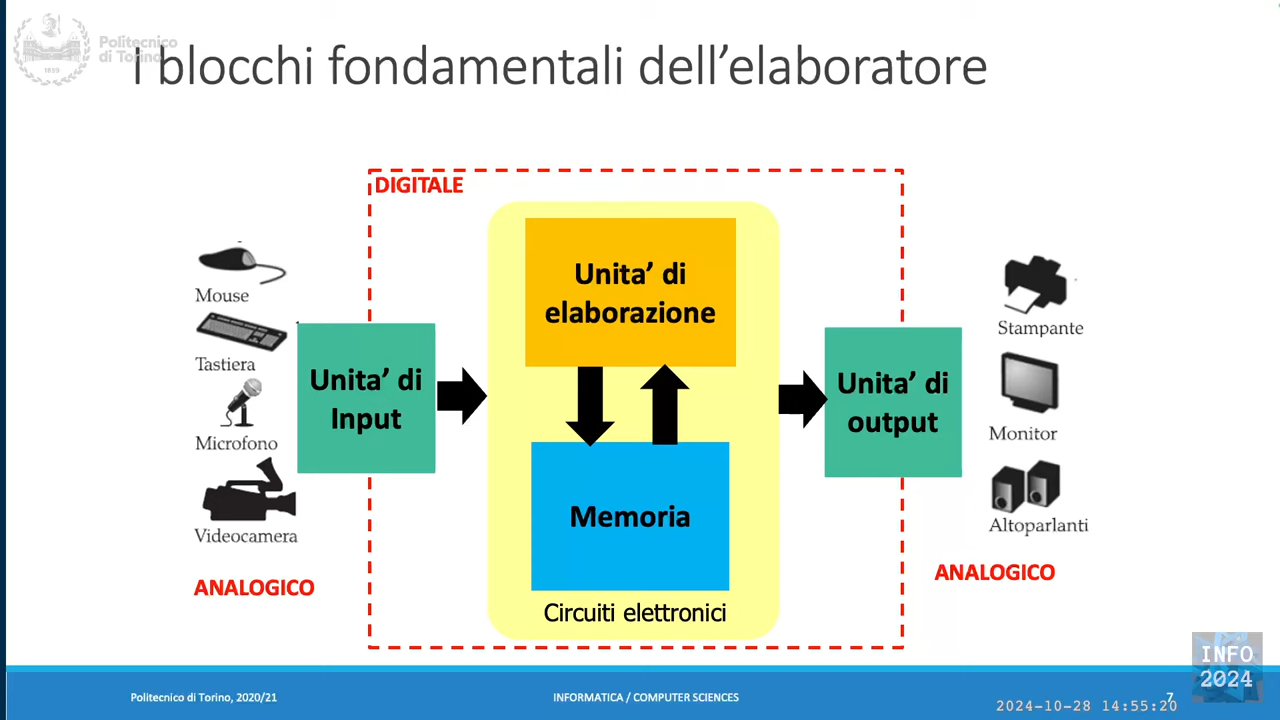 Politecnico
di Torino
I blocchi fondamentali dell'elaboratore
DIGITALE
Mouse
Tastiera
Microfono
Videocamera
ANALOGICO
Unita' di
Input
Unita' di
elaborazione
Memoria
Circuiti elettronici
Unita' di
output
Stampante
Monitor
Altoparlanti
ANALOGICO
INFO
2024
Politecnico di Torino, 2020/21
INFORMATICA / COMPUTER SCIENCES
7
2024-10-28 14:55:20